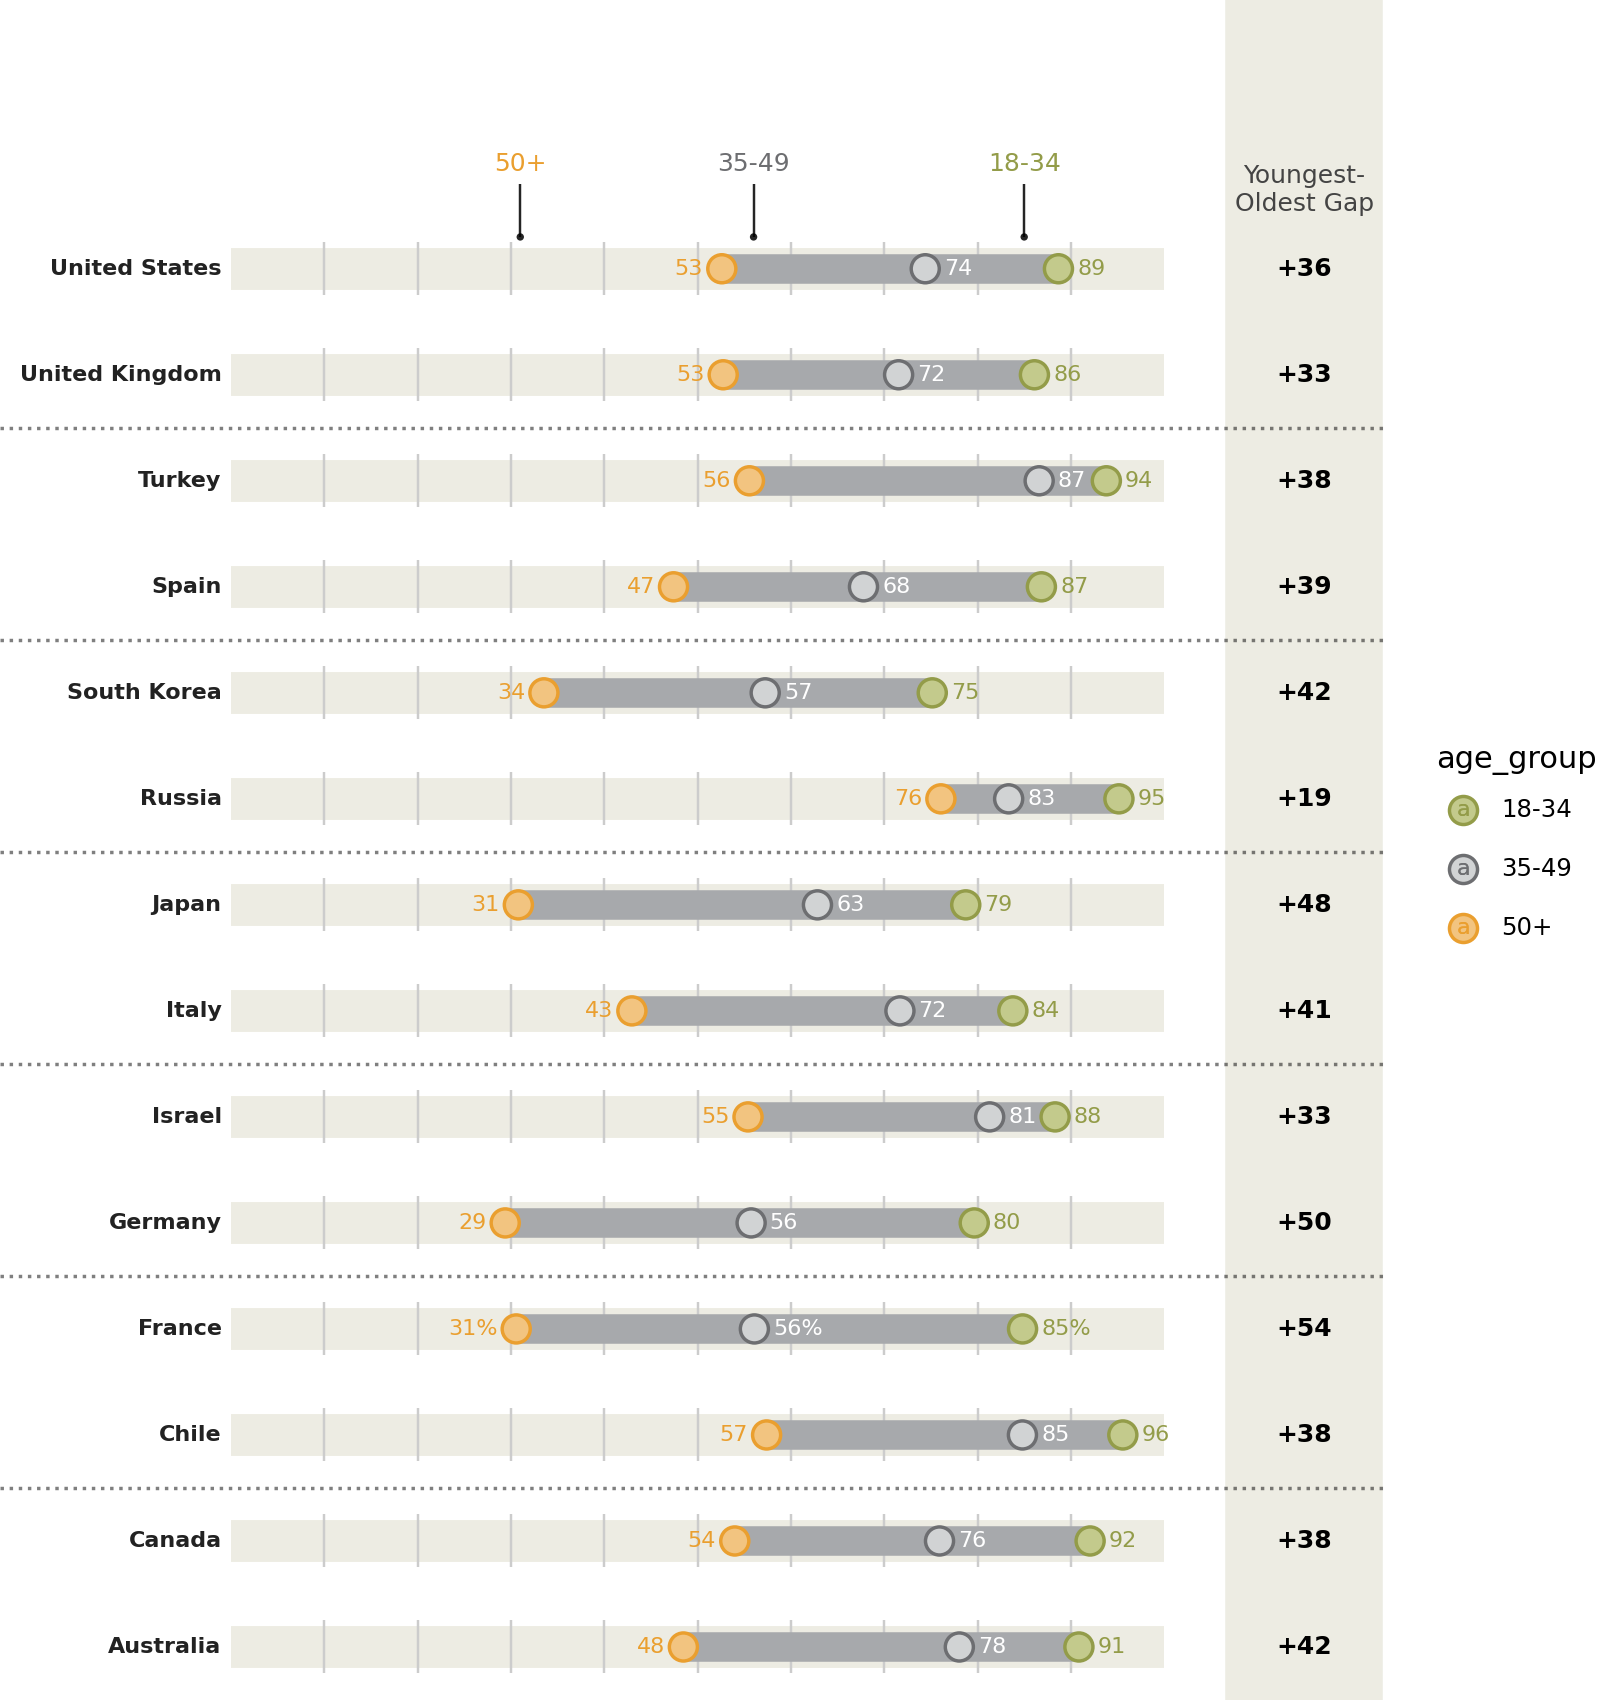 50+ 35-49 18-34
Youngest-
Oldest Gap
United States 53 74 89 +36
United Kingdom 53 72 86 +33
Turkey 56 87 94 +38
Spain 47 68 87 +39
South Korea 34 57 75 +42
Russia 76 83 95 +19
Japan 31 63 79 +48
Italy 43 72 84 +41
Israel 55 81 88 +33
Germany 29 56 80 +50
France 31% 56% 85% +54
Chile 57 85 96 +38
Canada 54 76 92 +38
Australia 48 78 91 +42
age_group
a 18-34
a 35-49
a 50+